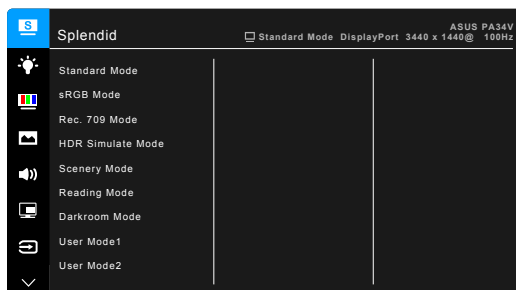 S
ASUS PA34V
Splendid
Standard Mode DisplayPort 3440 x 1440@ 100Hz
Standard Mode
sRGB Mode
Rec. 709 Mode
HDR Simulate Mode
Scenery Mode
Reading Mode
Darkroom Mode
User Mode1
User Mode2